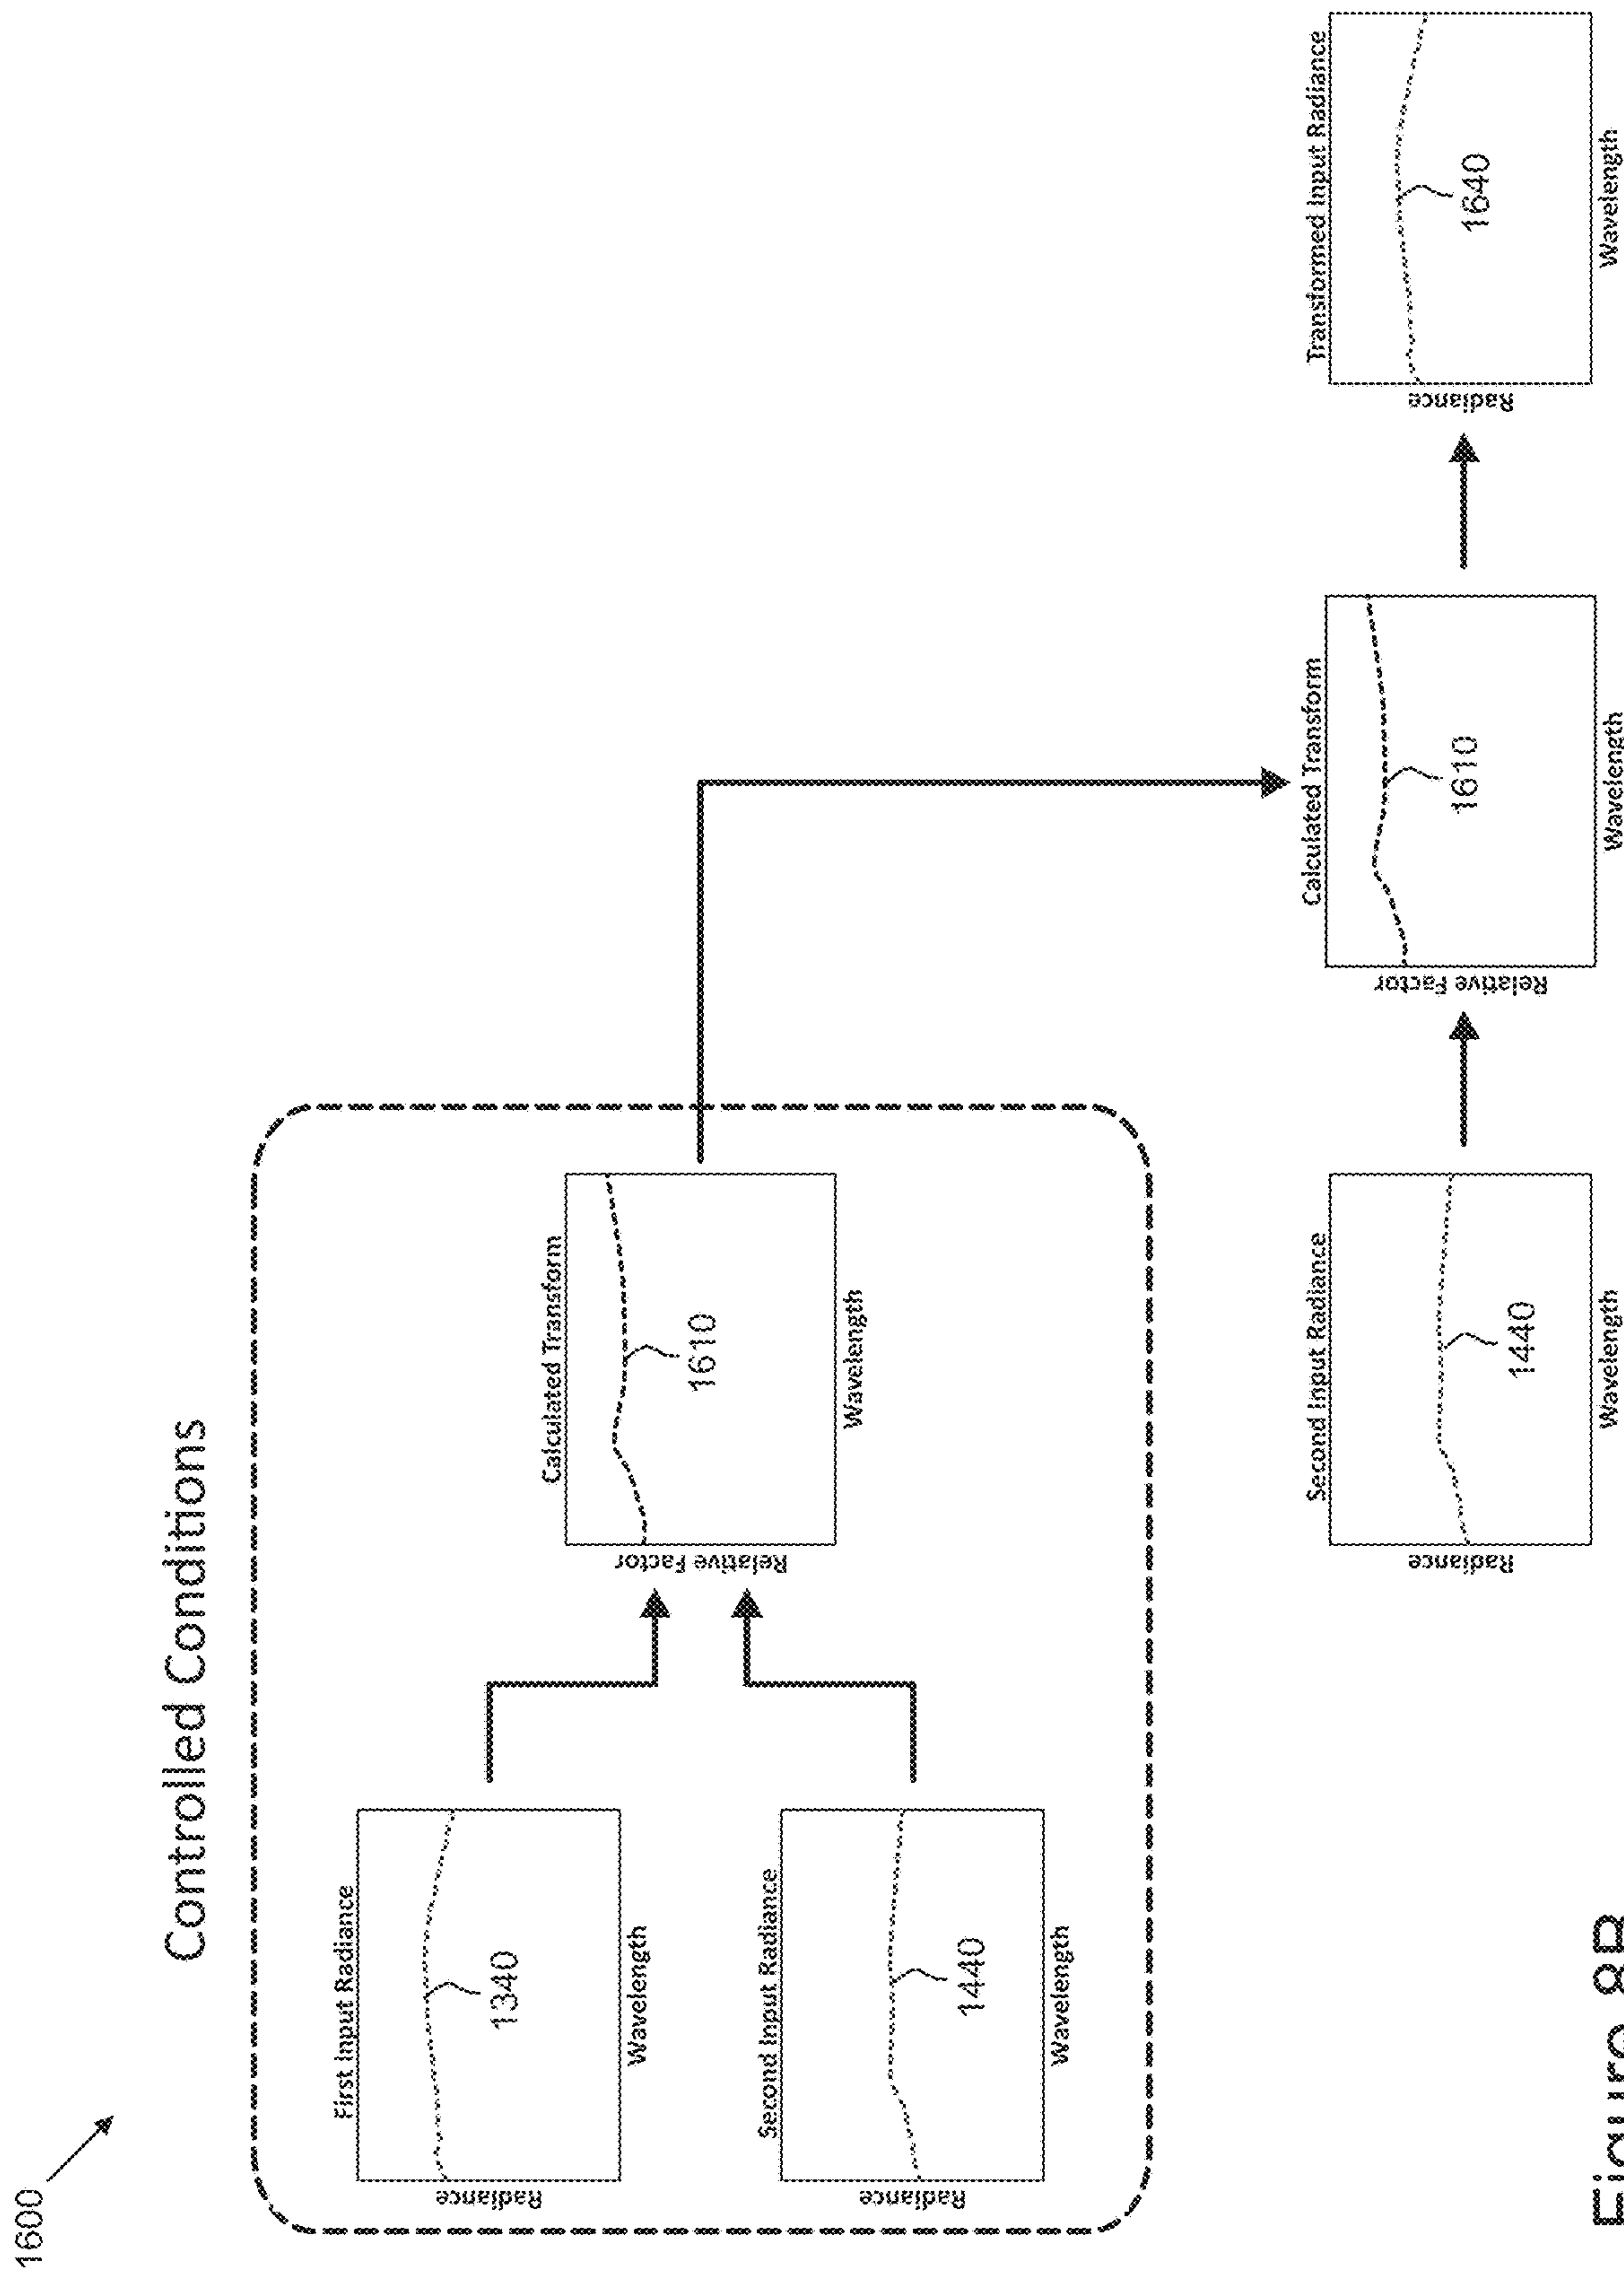 1600
Controlled Conditions
First Input Radiance
Radiance
1340
Wavelength
Calculated Transform
Relative Factor
1610
Wavelength
Second Input Radiance
Radiance
1440
Wavelength
Second Input Radiance
Radiance
1440
Wavelength
Calculated Transform
Relative Factor
1610
Wavelength
Transformed Input Radiance
Radiance
1640
Wavelength
Figure 8B